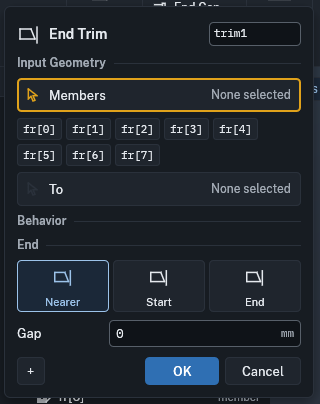 End Trim
trim1
Input Geometry
Members
None selected
fr[0] fr[1] fr[2] fr[3] fr[4]
fr[5] fr[6] fr[7]
To
None selected
Behavior
End
Nearer Start End
Gap
0 mm
+
OK Cancel
member